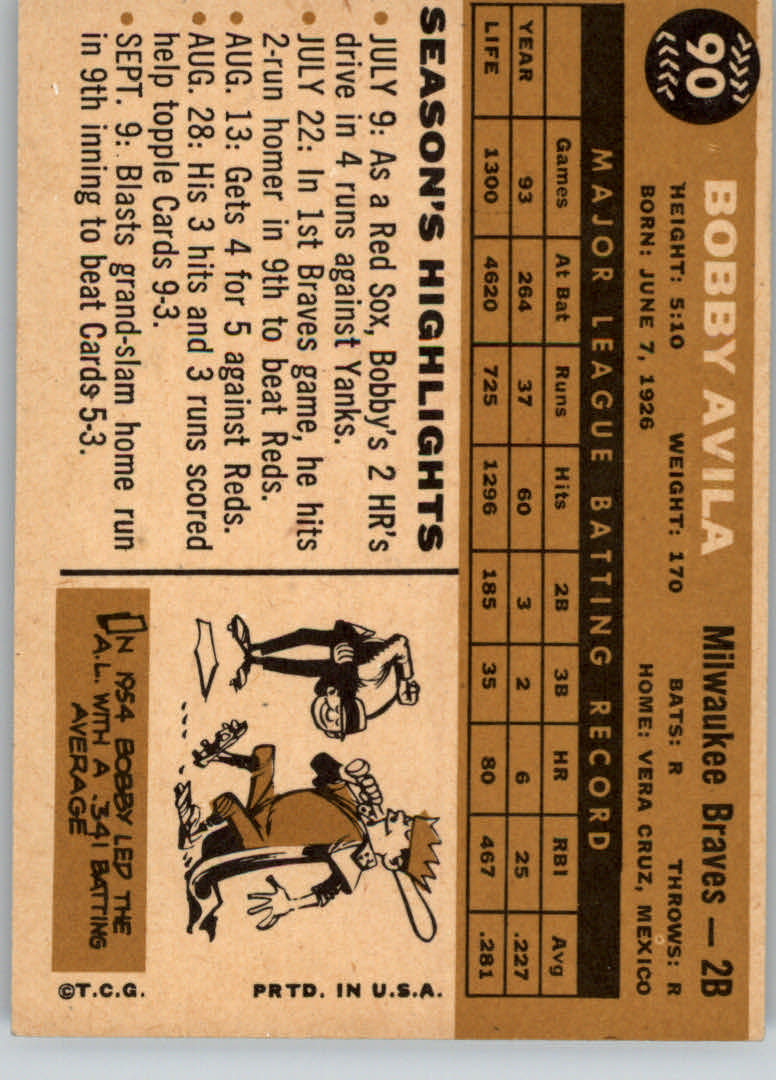 90
BOBBY AVILA Milwaukee Braves — 2B
HEIGHT: 5:10 WEIGHT: 170 BATS: R THROWS: R
BORN: JUNE 7, 1926 HOME: VERA CRUZ, MEXICO
MAJOR LEAGUE BATTING RECORD
Games At Bat Runs Hits 2B 3B HR RBI Avg
YEAR 93 264 37 60 3 2 6 25 .227
LIFE 1300 4620 725 1296 185 35 80 467 .281
SEASON'S HIGHLIGHTS
• JULY 9: As a Red Sox, Bobby's 2 HR's
drive in 4 runs against Yanks.
• JULY 22: In 1st Braves game, he hits
2-run homer in 9th to beat Reds.
• AUG. 13: Gets 4 for 5 against Reds.
• AUG. 28: His 3 hits and 3 runs scored
help topple Cards 9-3.
• SEPT. 9: Blasts grand-slam home run
in 9th inning to beat Cards 5-3.
IN 1954 BOBBY LED THE
A.L. WITH A .341 BATTING
AVERAGE
©T.C.G. PRTD. IN U.S.A.